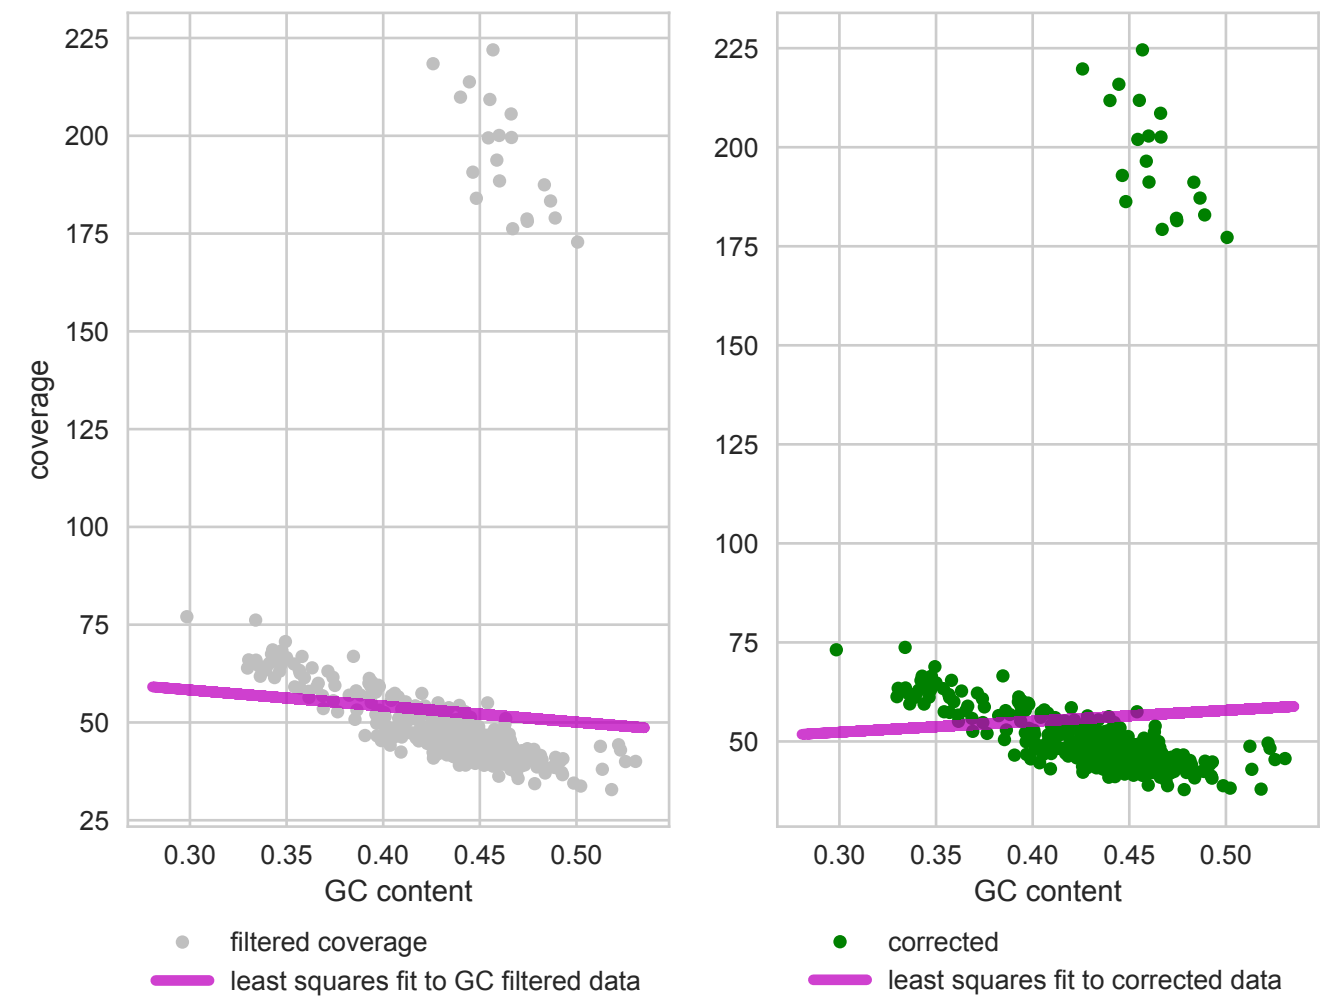 225
200
175
150
125
100
75
50
25
coverage
0.30 0.35 0.40 0.45 0.50
GC content
filtered coverage
least squares fit to GC filtered data
225
200
175
150
125
100
75
50
0.30 0.35 0.40 0.45 0.50
GC content
corrected
least squares fit to corrected data